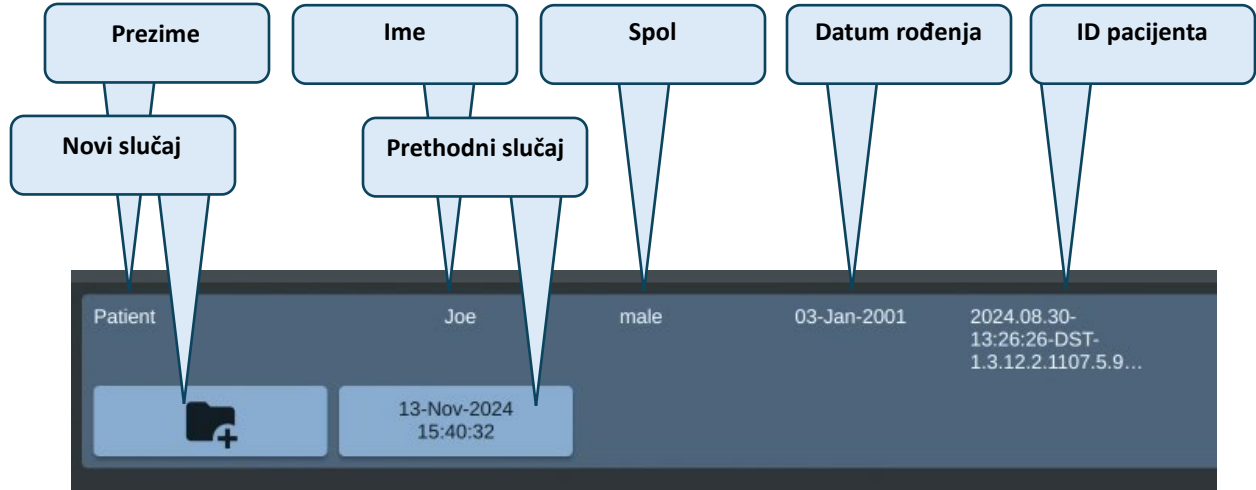 Prezime
Ime
Spol
Datum rođenja
ID pacijenta
Novi slučaj
Prethodni slučaj
Patient
Joe
male
03-Jan-2001
2024.08.30-
13:26:26-DST-
1.3.12.2.1107.5.9...
13-Nov-2024
15:40:32